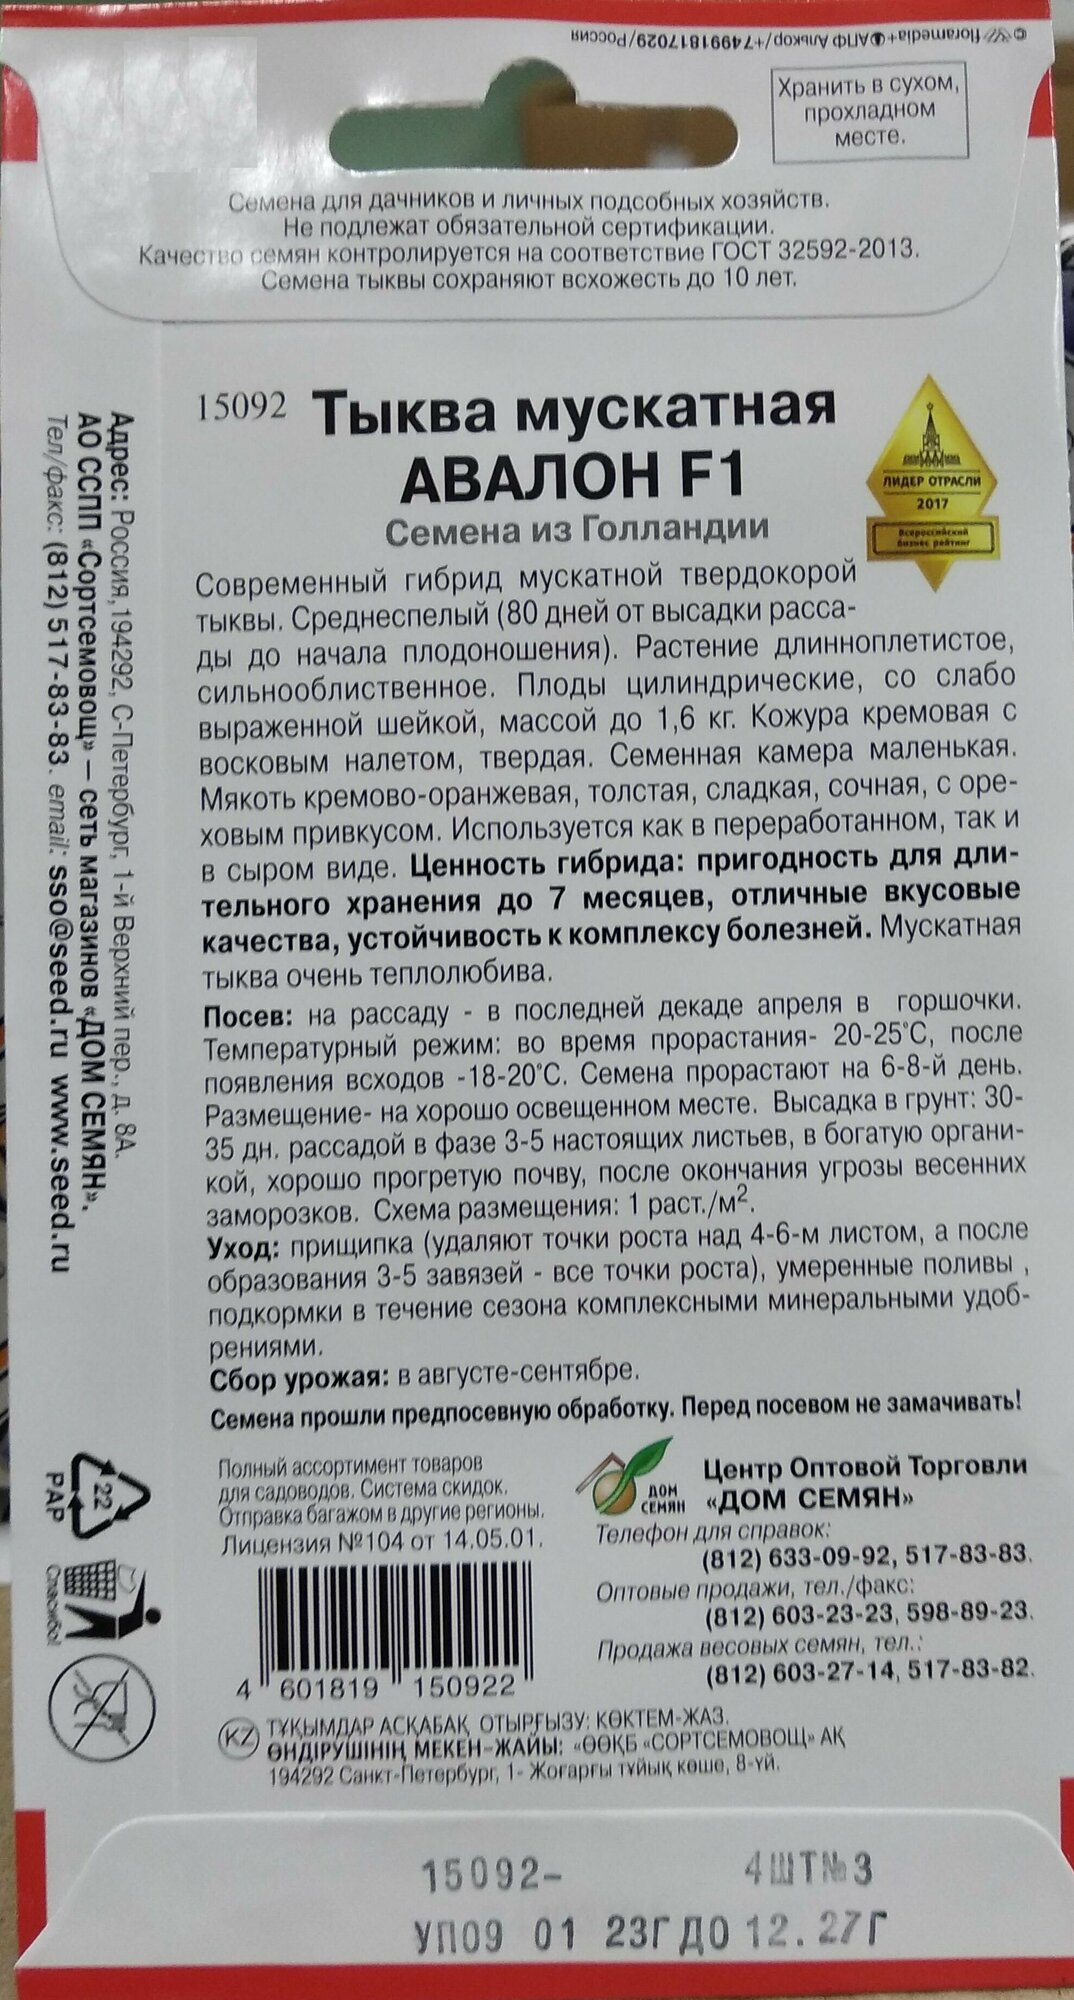 © floramedia+АПФ Алькор/+74991817029/Россия
Хранить в сухом,
прохладном
месте.
Семена для дачников и личных подсобных хозяйств.
Не подлежат обязательной сертификации.
Качество семян контролируется на соответствие ГОСТ 32592-2013.
Семена тыквы сохраняют всхожесть до 10 лет.
15092 Тыква мускатная
АВАЛОН F1
Семена из Голландии
ЛИДЕР ОТРАСЛИ
2017
Всероссийский
бизнес рейтинг
Современный гибрид мускатной твердокорой
тыквы. Среднеспелый (80 дней от высадки расса-
ды до начала плодоношения). Растение длинноплетистое,
сильнооблиственное. Плоды цилиндрические, со слабо
выраженной шейкой, массой до 1,6 кг. Кожура кремовая с
восковым налетом, твердая. Семенная камера маленькая.
Мякоть кремово-оранжевая, толстая, сладкая, сочная, с оре-
ховым привкусом. Используется как в переработанном, так и
в сыром виде. Ценность гибрида: пригодность для дли-
тельного хранения до 7 месяцев, отличные вкусовые
качества, устойчивость к комплексу болезней. Мускатная
тыква очень теплолюбива.
Посев: на рассаду - в последней декаде апреля в горшочки.
Температурный режим: во время прорастания- 20-25°С, после
появления всходов -18-20°С. Семена прорастают на 6-8-й день.
Размещение- на хорошо освещенном месте. Высадка в грунт: 30-
35 дн. рассадой в фазе 3-5 настоящих листьев, в богатую органи-
кой, хорошо прогретую почву, после окончания угрозы весенних
заморозков. Схема размещения: 1 раст./м².
Уход: прищипка (удаляют точки роста над 4-6-м листом, а после
образования 3-5 завязей - все точки роста), умеренные поливы ,
подкормки в течение сезона комплексными минеральными удоб-
рениями.
Сбор урожая: в августе-сентябре.
Семена прошли предпосевную обработку. Перед посевом не замачивать!
Адрес: Россия,194292, С-Петербург, 1-й Верхний пер., д. 8А.
АО ССПП «Сортсемовощ» – сеть магазинов «ДОМ СЕМЯН».
Тел/факс: (812) 517-83-83. email: sso@seed.ru www.seed.ru
22
PAP
Спасибо!
Полный ассортимент товаров
для садоводов. Система скидок.
Отправка багажом в другие регионы.
Лицензия №104 от 14.05.01.
4 601819 150922
ДОМ
СЕМЯН
Центр Оптовой Торговли
«ДОМ СЕМЯН»
Телефон для справок:
(812) 633-09-92, 517-83-83.
Оптовые продажи, тел./факс:
(812) 603-23-23, 598-89-23.
Продажа весовых семян, тел.:
(812) 603-27-14, 517-83-82.
KZ
ТҰҚЫМДАР АСҚАБАҚ. ОТЫРҒЫЗУ: КӨКТЕМ-ЖАЗ.
ӨНДІРУШІНІҢ МЕКЕН-ЖАЙЫ: «ӨӨҚБ «СОРТСЕМОВОЩ» АҚ
194292 Санкт-Петербург, 1- Жоғарғы тұйық көше, 8-үй.
15092- 4ШТ№3
УП09 01 23Г ДО 12.27Г